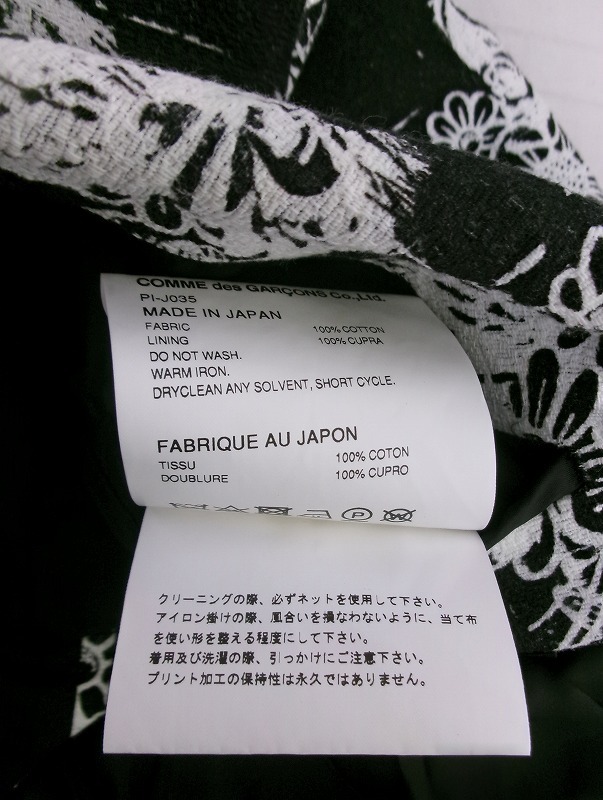 COMME des GARÇONS Co.,Ltd.
PI-J035
MADE IN JAPAN
FABRIC 100% COTTON
LINING 100% CUPRA
DO NOT WASH.
WARM IRON.
DRYCLEAN ANY SOLVENT, SHORT CYCLE.
FABRIQUE AU JAPON
TISSU 100% COTON
DOUBLURE 100% CUPRO
クリーニングの際、必ずネットを使用して下さい。
アイロン掛けの際、風合いを損なわないように、当て布
を使い形を整える程度にして下さい。
着用及び洗濯の際、引っかけにご注意下さい。
プリント加工の保持性は永久ではありません。